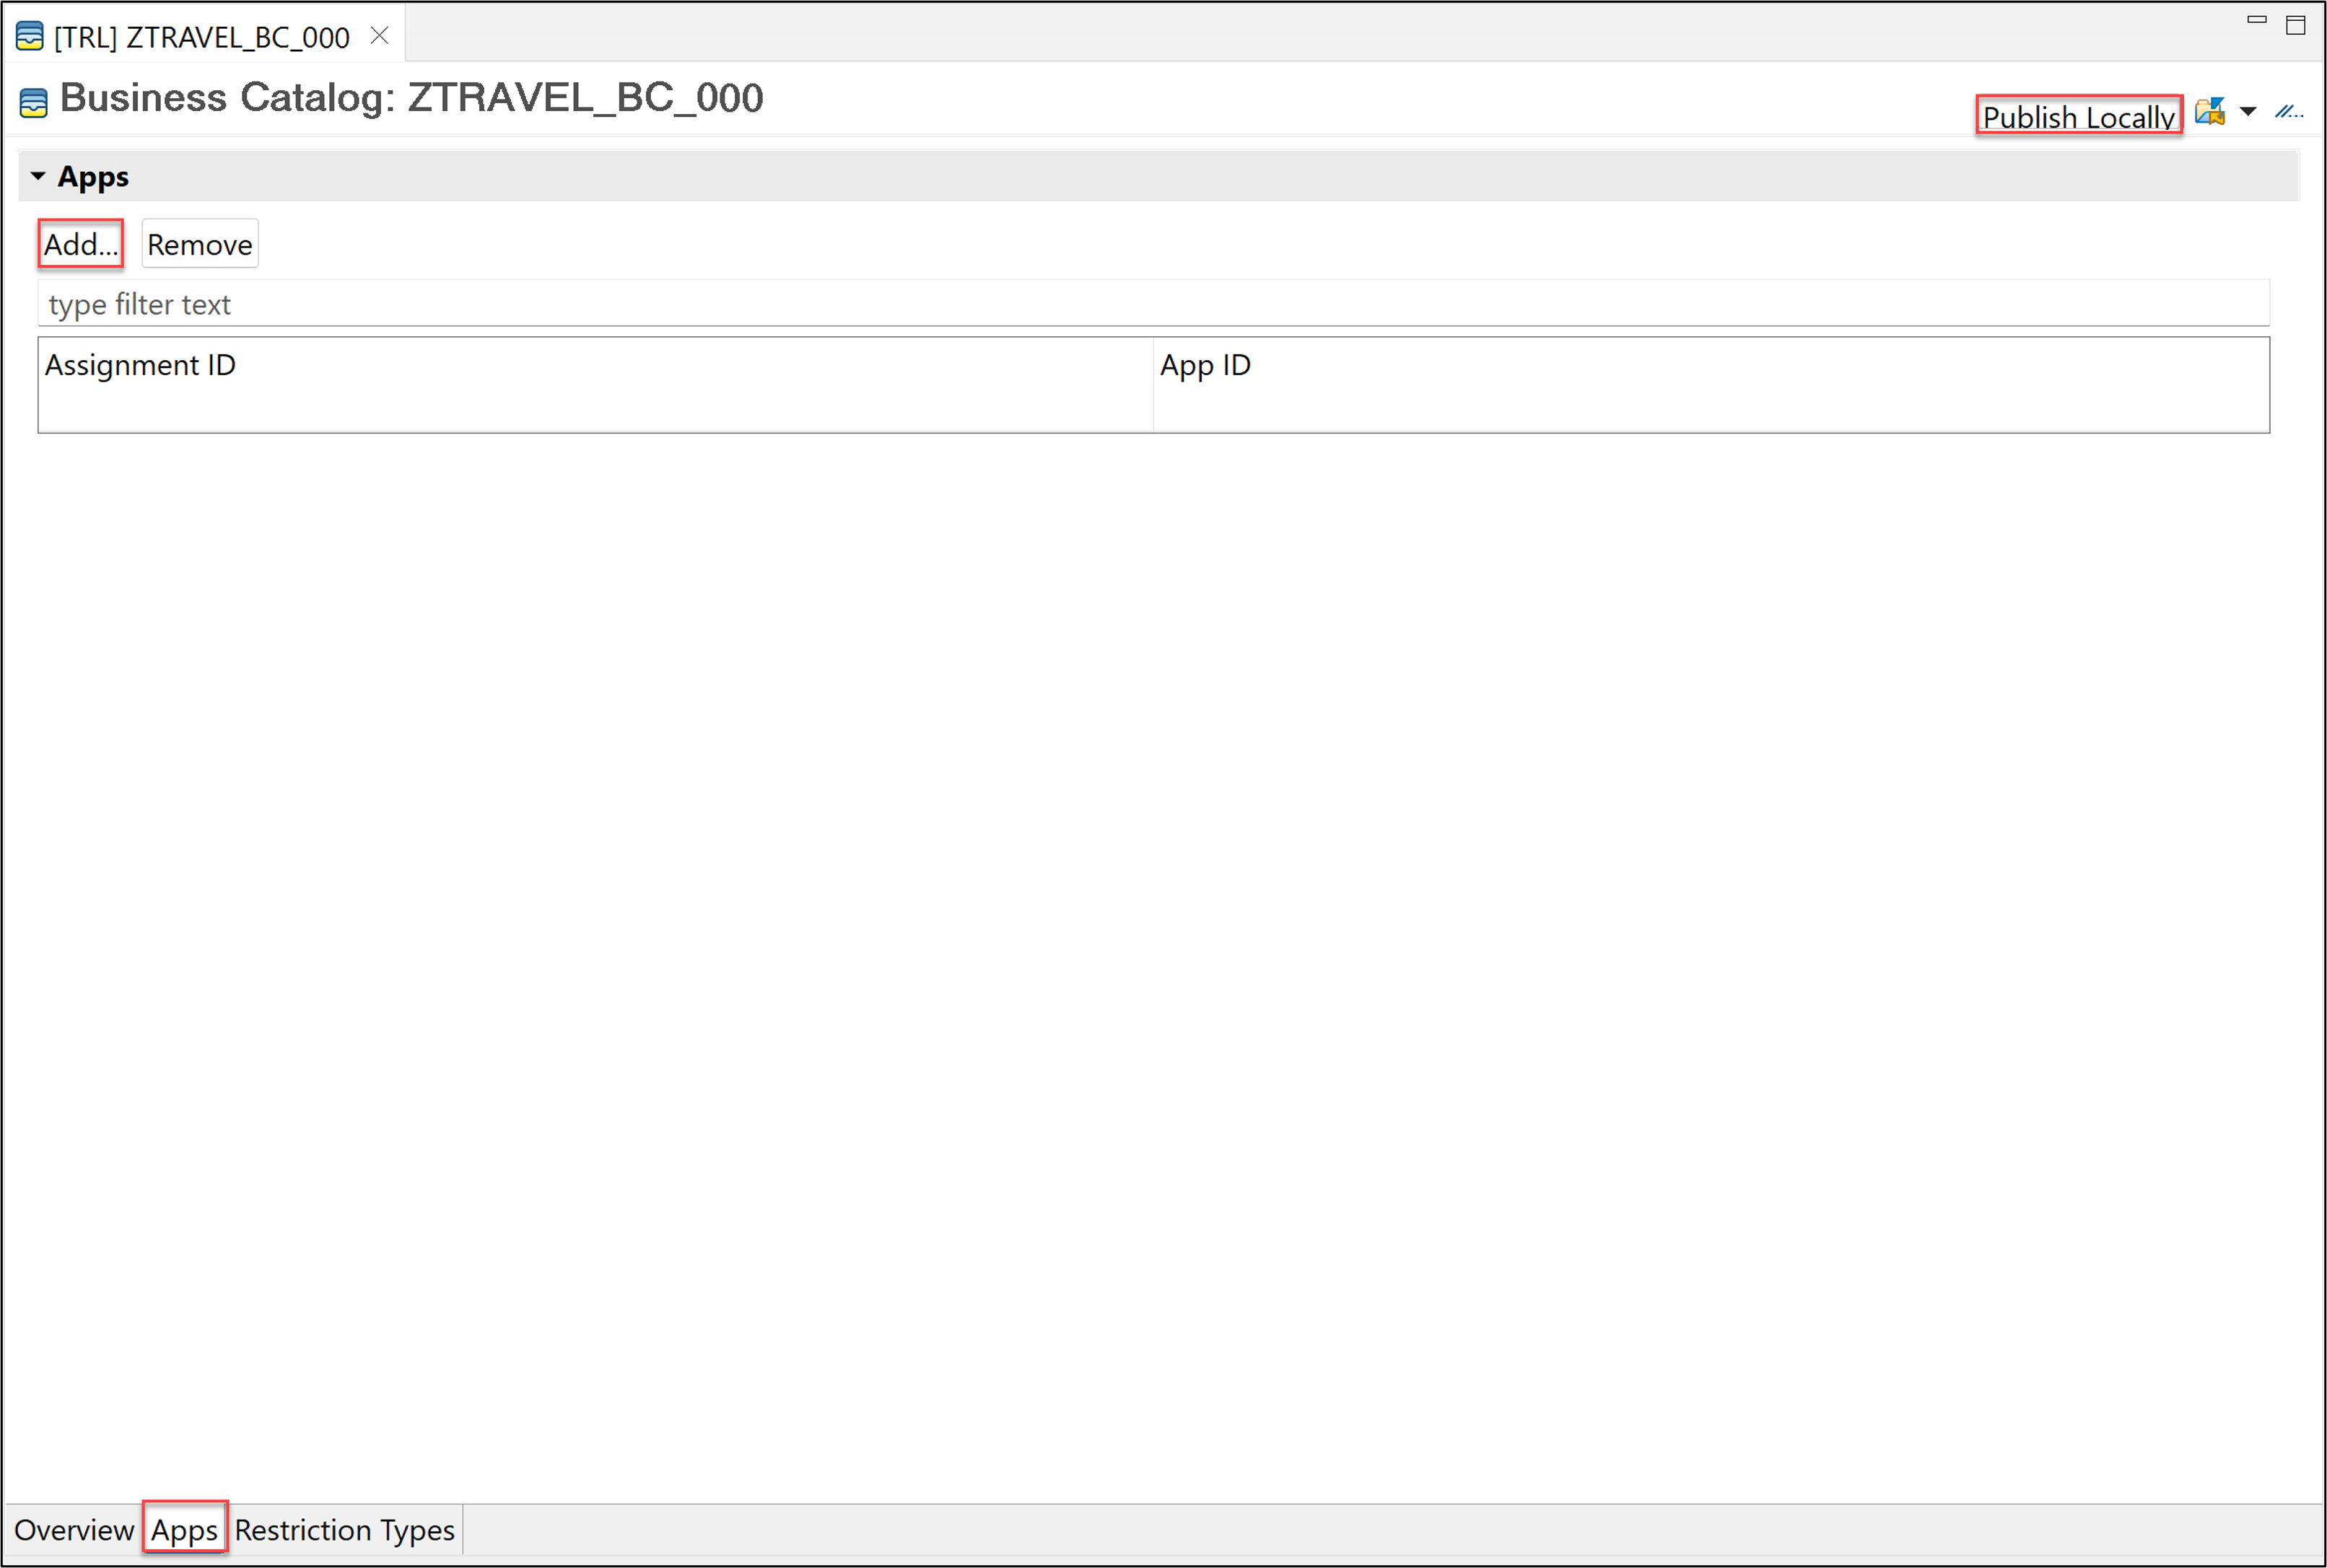 [TRL] ZTRAVEL_BC_000
Business Catalog: ZTRAVEL_BC_000
Publish Locally
Apps
Add...
Remove
type filter text
Assignment ID
App ID
Overview
Apps
Restriction Types